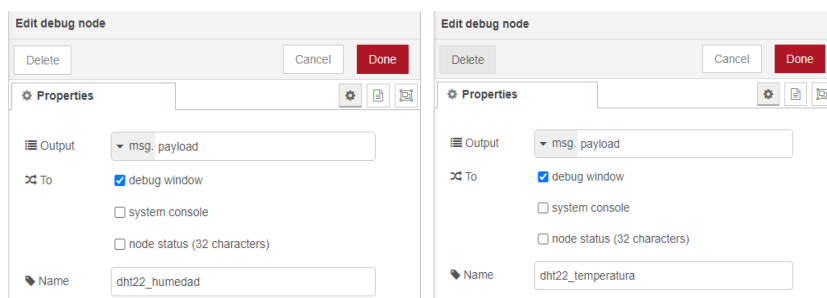 Edit debug node
Delete
Cancel
Done
Properties
Output
msg. payload
To
debug window
system console
node status (32 characters)
Name
dht22_humedad
Edit debug node
Delete
Cancel
Done
Properties
Output
msg. payload
To
debug window
system console
node status (32 characters)
Name
dht22_temperatura